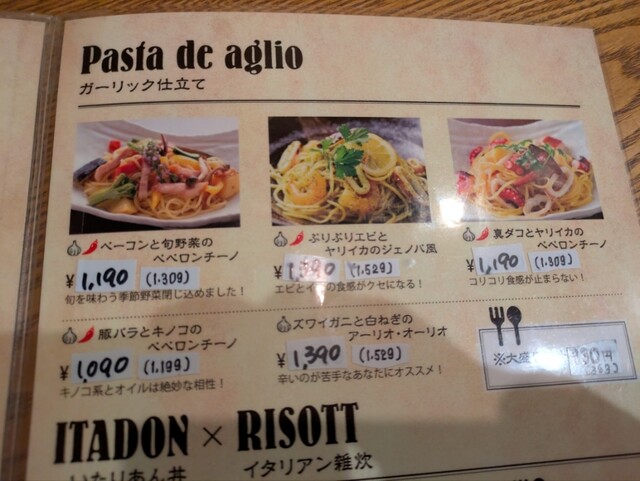 Pasta de aglio
ガーリック仕立て
ベーコンと旬野菜の
ペペロンチーノ
¥1,190 (1.309)
旬を味わう季節野菜閉じ込めました!
ぷりぷりエビと
ヤリイカのジェノバ風
¥1,390 (1.529)
エビとイカの食感がクセになる!
真ダコとヤリイカの
ペペロンチーノ
¥1,190 (1.309)
コリコリ食感が止まらない!
豚バラとキノコの
ペペロンチーノ
¥1,090 (1.199)
キノコ系とオイルは絶妙な相性!
ズワイガニと白ねぎの
アーリオ・オーリオ
¥1,390 (1.529)
辛いのが苦手なあなたにオススメ!
※大盛
ITADON × RISOTT
いたりあん丼 イタリアン雑炊